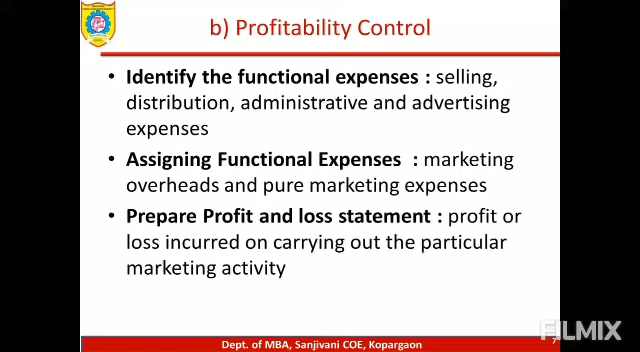 b) Profitability Control
• Identify the functional expenses : selling,
distribution, administrative and advertising
expenses
• Assigning Functional Expenses : marketing
overheads and pure marketing expenses
• Prepare Profit and loss statement : profit or
loss incurred on carrying out the particular
marketing activity
Dept. of MBA, Sanjivani COE, Kopargaon
7
FILMIX